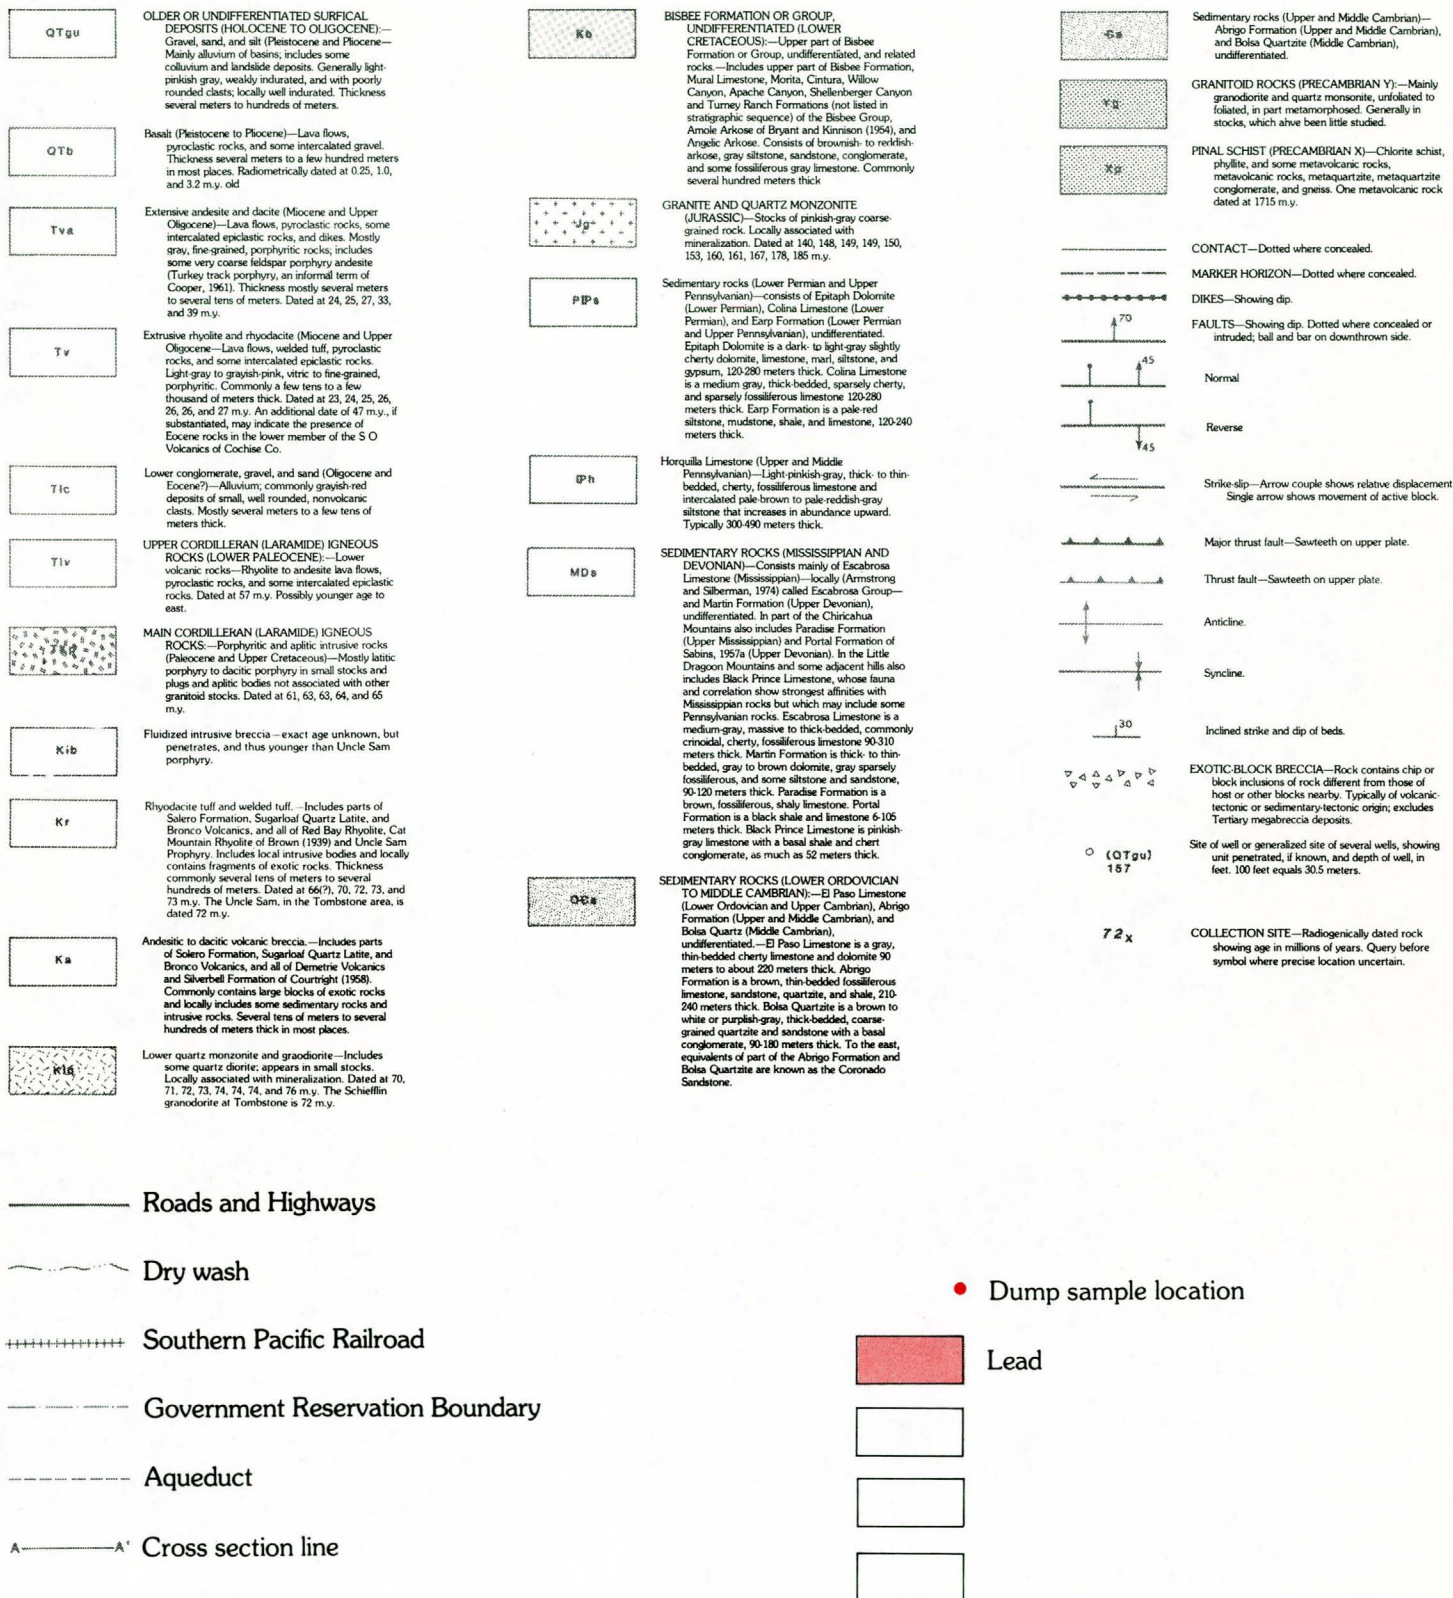 QTgu
OLDER OR UNDIFFERENTIATED SURFICAL
DEPOSITS (HOLOCENE TO OLIGOCENE):—
Gravel, sand, and silt (Pleistocene and Pliocene—
Mainly alluvium of basins; includes some
colluvium and landslide deposits. Generally light-
pinkish gray, weakly indurated, and with poorly
rounded clasts; locally well indurated. Thickness
several meters to hundreds of meters.
QTb
Basalt (Pleistocene to Pliocene)—Lava flows,
pyroclastic rocks, and some intercalated gravel.
Thickness several meters to a few hundred meters
in most places. Radiometrically dated at 0.25, 1.0,
and 3.2 m.y. old
Tva
Extensive andesite and dacite (Miocene and Upper
Oligocene)—Lava flows, pyroclastic rocks, some
intercalated epiclastic rocks, and dikes. Mostly
gray, fine-grained, porphyritic rocks; includes
some very coarse feldspar porphyry andesite
(Turkey track porphyry, an informal term of
Cooper, 1961). Thickness mostly several meters
to several tens of meters. Dated at 24, 25, 27, 33,
and 39 m.y.
Tv
Extrusive rhyolite and rhyodacite (Miocene and Upper
Oligocene—Lava flows, welded tuff, pyroclastic
rocks, and some intercalated epiclastic rocks.
Light-gray to grayish-pink, vitric to fine-grained,
porphyritic. Commonly a few tens to a few
thousand of meters thick. Dated at 23, 24, 25, 26,
26, 26, and 27 m.y. An additional date of 47 m.y., if
substantiated, may indicate the presence of
Eocene rocks in the lower member of the S O
Volcanics of Cochise Co.
Tlc
Lower conglomerate, gravel, and sand (Oligocene and
Eocene?)—Alluvium; commonly grayish-red
deposits of small, well rounded, nonvolcanic
clasts. Mostly several meters to a few tens of
meters thick.
Tlv
UPPER CORDILLERAN (LARAMIDE) IGNEOUS
ROCKS (LOWER PALEOCENE):—Lower
volcanic rocks—Rhyolite to andesite lava flows,
pyroclastic rocks, and some intercalated epiclastic
rocks. Dated at 57 m.y. Possibly younger age to
east.
MAIN CORDILLERAN (LARAMIDE) IGNEOUS
ROCKS:—Porphyritic and aplitic intrusive rocks
(Paleocene and Upper Cretaceous)—Mostly latitic
porphyry to dacitic porphyry in small stocks and
plugs and aplitic bodies not associated with other
granitoid stocks. Dated at 61, 63, 63, 64, and 65
m.y.
Kib
Fluidized intrusive breccia—exact age unknown, but
penetrates, and thus younger than Uncle Sam
porphyry.
Kr
Rhyodacite tuff and welded tuff.—Includes parts of
Salero Formation, Sugarloaf Quartz Latite, and
Bronco Volcanics, and all of Red Bay Rhyolite, Cat
Mountain Rhyolite of Brown (1939) and Uncle Sam
Prophyry. Includes local intrusive bodies and locally
contains fragments of exotic rocks. Thickness
commonly several tens of meters to several
hundreds of meters. Dated at 66(?), 70, 72, 73, and
73 m.y. The Uncle Sam, in the Tombstone area, is
dated 72 m.y.
Ka
Andesitic to dacitic volcanic breccia.—Includes parts
of Solero Formation, Sugarloaf Quartz Latite, and
Bronco Volcanics, and all of Demetrie Volcanics
and Silverbell Formation of Courtright (1958).
Commonly contains large blocks of exotic rocks
and locally includes some sedimentary rocks and
intrusive rocks. Several tens of meters to several
hundreds of meters thick in most places.
Klg
Lower quartz monzonite and graodiorite—Includes
some quartz diorite; appears in small stocks.
Locally associated with mineralization. Dated at 70,
71, 72, 73, 74, 74, 74, and 76 m.y. The Schiefflin
granodorite at Tombstone is 72 m.y.
Kb
BISBEE FORMATION OR GROUP,
UNDIFFERENTIATED (LOWER
CRETACEOUS):—Upper part of Bisbee
Formation or Group, undifferentiated, and related
rocks.—Includes upper part of Bisbee Formation,
Mural Limestone, Morita, Cintura, Willow
Canyon, Apache Canyon, Shellenberger Canyon
and Turney Ranch Formations (not listed in
stratigraphic sequence) of the Bisbee Group,
Amole Arkose of Bryant and Kinnison (1954), and
Angelic Arkose. Consists of brownish- to reddish-
arkose, gray siltstone, sandstone, conglomerate,
and some fossiliferous gray limestone. Commonly
several hundred meters thick
Jg
GRANITE AND QUARTZ MONZONITE
(JURASSIC)—Stocks of pinkish-gray coarse-
grained rock. Locally associated with
mineralization. Dated at 140, 148, 149, 149, 150,
153, 160, 161, 167, 178, 185 m.y.
PIPs
Sedimentary rocks (Lower Permian and Upper
Pennsylvanian)—consists of Epitaph Dolomite
(Lower Permian), Colina Limestone (Lower
Permian), and Earp Formation (Lower Permian
and Upper Pennsylvanian), undifferentiated.
Epitaph Dolomite is a dark- to light-gray slightly
cherty dolomite, limestone, marl, siltstone, and
gypsum, 120-280 meters thick. Colina Limestone
is a medium gray, thick-bedded, sparsely cherty,
and sparsely fossiliferous limestone 120-280
meters thick. Earp Formation is a pale-red
siltstone, mudstone, shale, and limestone, 120-240
meters thick.
IPh
Horquilla Limestone (Upper and Middle
Pennsylvanian)—Light-pinkish-gray, thick- to thin-
bedded, cherty, fossiliferous limestone and
intercalated pale-brown to pale-reddish-gray
siltstone that increases in abundance upward.
Typically 300-490 meters thick.
MDs
SEDIMENTARY ROCKS (MISSISSIPPIAN AND
DEVONIAN)—Consists mainly of Escabrosa
Limestone (Mississippian)—locally (Armstrong
and Silberman, 1974) called Escabrosa Group—
and Martin Formation (Upper Devonian),
undifferentiated. In part of the Chiricahua
Mountains also includes Paradise Formation
(Upper Mississippian) and Portal Formation of
Sabins, 1957a (Upper Devonian). In the Little
Dragoon Mountains and some adjacent hills also
includes Black Prince Limestone, whose fauna
and correlation show strongest affinities with
Mississippian rocks but which may include some
Pennsylvanian rocks. Escabrosa Limestone is a
medium-gray, massive to thick-bedded, commonly
crinoidal, cherty, fossiliferous limestone 90-310
meters thick. Martin Formation is thick- to thin-
bedded, gray to brown dolomite, gray sparsely
fossiliferous, and some siltstone and sandstone,
90-120 meters thick. Paradise Formation is a
brown, fossiliferous, shaly limestone. Portal
Formation is a black shale and limestone 6-105
meters thick. Black Prince Limestone is pinkish-
gray limestone with a basal shale and chert
conglomerate, as much as 52 meters thick.
OЄs
SEDIMENTARY ROCKS (LOWER ORDOVICIAN
TO MIDDLE CAMBRIAN):—El Paso Limestone
(Lower Ordovician and Upper Cambrian), Abrigo
Formation (Upper and Middle Cambrian), and
Bolsa Quartz (Middle Cambrian),
undifferentiated.—El Paso Limestone is a gray,
thin-bedded cherty limestone and dolomite 90
meters to about 220 meters thick. Abrigo
Formation is a brown, thin-bedded fossiliferous
limestone, sandstone, quartzite, and shale, 210-
240 meters thick. Bolsa Quartzite is a brown to
white or purplish-gray, thick-bedded, coarse-
grained quartzite and sandstone with a basal
conglomerate, 90-180 meters thick. To the east,
equivalents of part of the Abrigo Formation and
Bolsa Quartzite are known as the Coronado
Sandstone.
Єs
Sedimentary rocks (Upper and Middle Cambrian)—
Abrigo Formation (Upper and Middle Cambrian),
and Bolsa Quartzite (Middle Cambrian),
undifferentiated.
Yg
GRANITOID ROCKS (PRECAMBRIAN Y):—Mainly
granodiorite and quartz monsonite, unfoliated to
foliated, in part metamorphosed. Generally in
stocks, which ahve been little studied.
Xp
PINAL SCHIST (PRECAMBRIAN X)—Chlorite schist,
phyllite, and some metavolcanic rocks,
metavolcanic rocks, metaquartzite, metaquartzite
conglomerate, and gneiss. One metavolcanic rock
dated at 1715 m.y.
CONTACT—Dotted where concealed.
MARKER HORIZON—Dotted where concealed.
DIKES—Showing dip.
70
FAULTS—Showing dip. Dotted where concealed or
intruded; ball and bar on downthrown side.
45
Normal
Reverse
45
Strike-slip—Arrow couple shows relative displacement
Single arrow shows movement of active block.
Major thrust fault—Sawteeth on upper plate.
Thrust fault—Sawteeth on upper plate.
Anticline.
Syncline.
30
Inclined strike and dip of beds.
EXOTIC-BLOCK BRECCIA—Rock contains chip or
block inclusions of rock different from those of
host or other blocks nearby. Typically of volcanic-
tectonic or sedimentary-tectonic origin; excludes
Tertiary megabreccia deposits.
(QTgu)
157
Site of well or generalized site of several wells, showing
unit penetrated, if known, and depth of well, in
feet. 100 feet equals 30.5 meters.
72x
COLLECTION SITE—Radiogenically dated rock
showing age in millions of years. Query before
symbol where precise location uncertain.
Roads and Highways
Dry wash
Southern Pacific Railroad
Government Reservation Boundary
Aqueduct
A A' Cross section line
Dump sample location
Lead